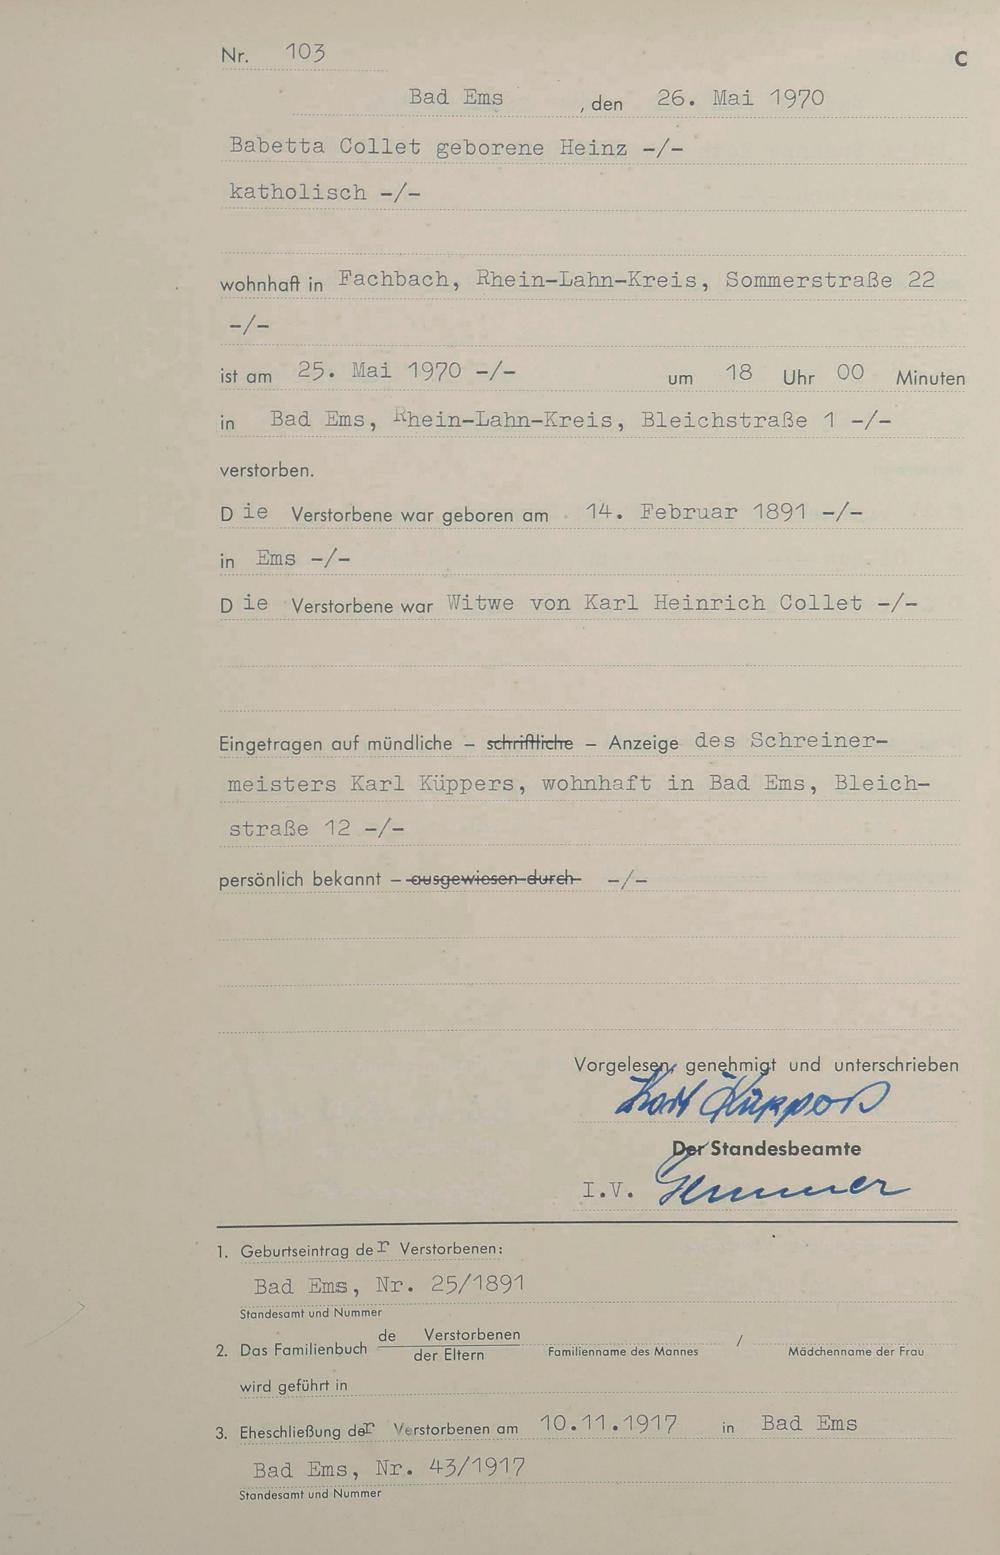 Nr. 103
C
Bad Ems , den 26. Mai 1970
Babetta Collet geborene Heinz -/-
katholisch -/-
wohnhaft in Fachbach, Rhein-Lahn-Kreis, Sommerstraße 22
-/-
ist am 25. Mai 1970 -/- um 18 Uhr 00 Minuten
in Bad Ems, Rhein-Lahn-Kreis, Bleichstraße 1 -/-
verstorben.
Die Verstorbene war geboren am 14. Februar 1891 -/-
in Ems -/-
Die Verstorbene war Witwe von Karl Heinrich Collet -/-
Eingetragen auf mündliche – schriftliche – Anzeige des Schreiner-
meisters Karl Küppers, wohnhaft in Bad Ems, Bleich-
straße 12 -/-
persönlich bekannt – ausgewiesen durch -/-
Vorgelesen, genehmigt und unterschrieben
Karl Küppers
Der Standesbeamte
I.V.
1. Geburtseintrag der Verstorbenen:
Bad Ems, Nr. 25/1891
Standesamt und Nummer
2. Das Familienbuch de Verstorbenen / der Eltern
Familienname des Mannes / Mädchenname der Frau
wird geführt in
3. Eheschließung der Verstorbenen am 10.11.1917 in Bad Ems
Bad Ems, Nr. 43/1917
Standesamt und Nummer